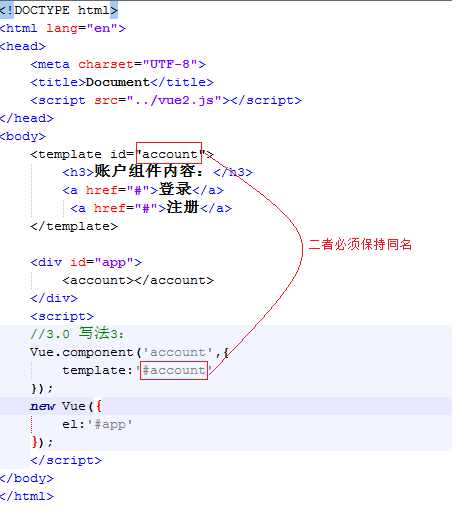 <!DOCTYPE html>
<html lang="en">
<head>
    <meta charset="UTF-8">
    <title>Document</title>
    <script src="../vue2.js"></script>
</head>
<body>
    <template id="account">
        <h3>账户组件内容：</h3>
        <a href="#">登录</a>
         <a href="#">注册</a>
    </template>
二者必须保持同名
    <div id="app">
        <account></account>
    </div>
    <script>
    //3.0 写法3：
    Vue.component('account',{
        template:'#account'
    });
    new Vue({
        el:'#app'
    });
    </script>
</body>
</html>